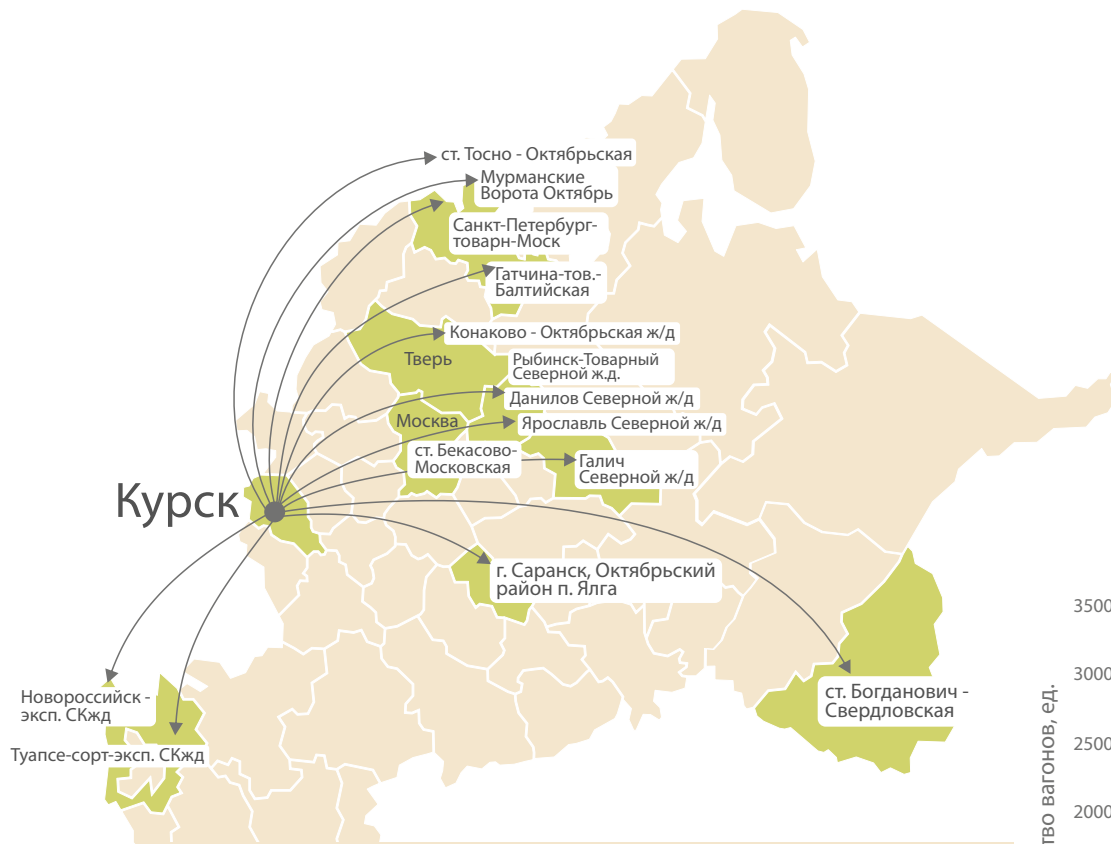 ст. Тосно - Октябрьская
Мурманские
Ворота Октябрь
Санкт-Петербург-
товарн-Моск
Гатчина-тов.-
Балтийская
Конаково - Октябрьская ж/д
Тверь
Рыбинск-Товарный
Северной ж.д.
Данилов Северной ж/д
Москва
Ярославль Северной ж/д
ст. Бекасово-
Московская
Галич
Северной ж/д
Курск
г. Саранск, Октябрьский
район п. Ялга
ст. Богданович -
Свердловская
Новороссийск -
эксп. СКжд
Туапсе-сорт-эксп. СКжд
3500
3000
2500
2000
тво вагонов, ед.